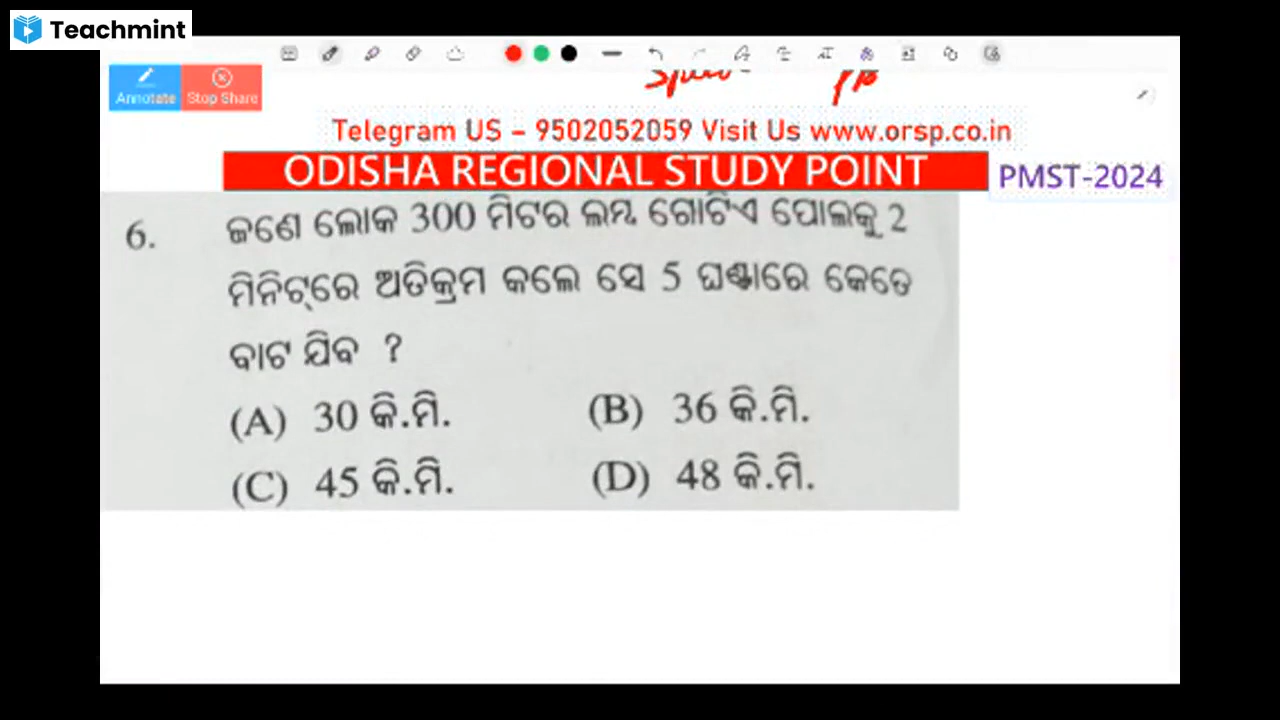 Teachmint
Annotate
Stop Share
Telegram US – 9502052059 Visit Us www.orsp.co.in
ODISHA REGIONAL STUDY POINT
PMST-2024
6. ଜଣେ ଲୋକ 300 ମିଟର ଲମ୍ବ ଗୋଟିଏ ପୋଲକୁ 2
ମିନିଟ୍‌ରେ ଅତିକ୍ରମ କଲେ ସେ 5 ଘଣ୍ଟାରେ କେତେ
ବାଟ ଯିବ ?
(A) 30 କି.ମି. (B) 36 କି.ମି.
(C) 45 କି.ମି. (D) 48 କି.ମି.